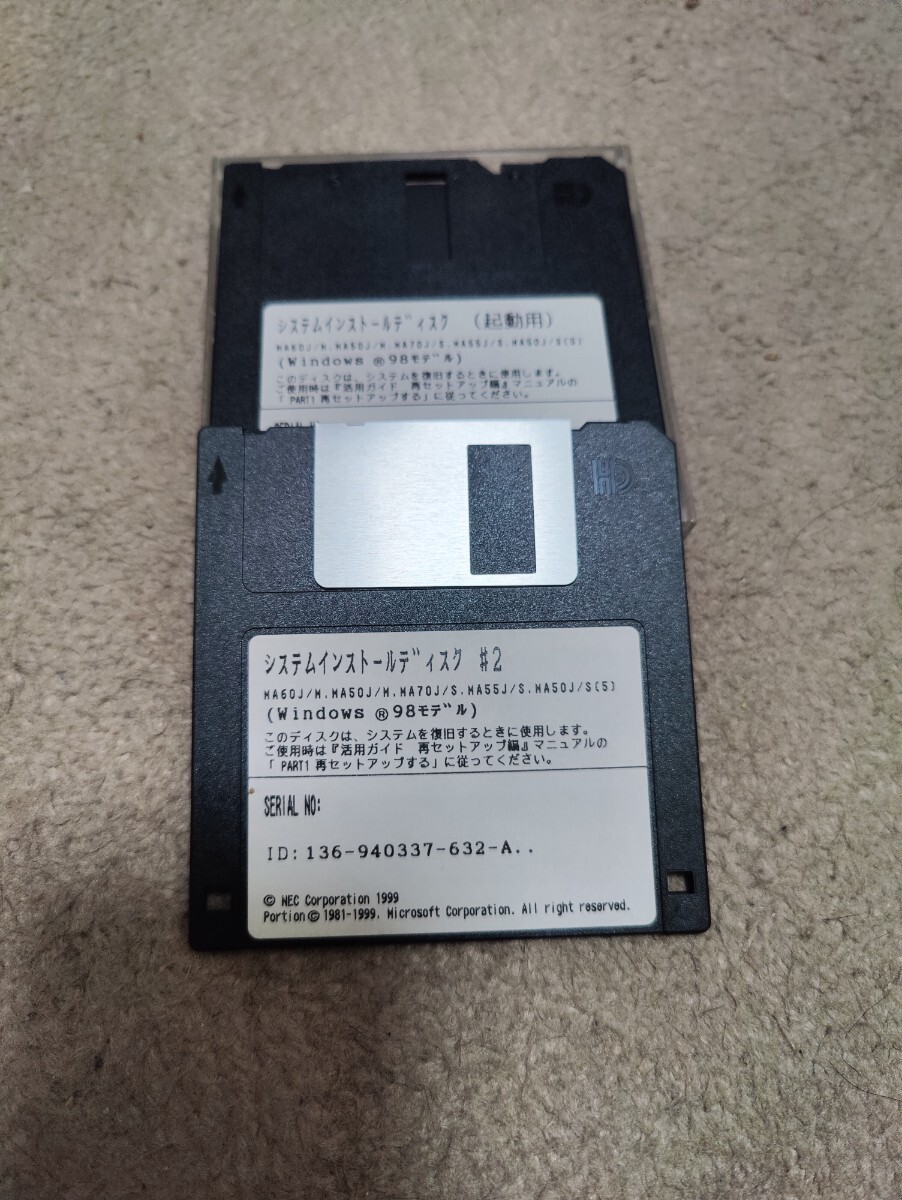 HD
システムインストールディスク (起動用)
MA60J/M,MA50J/M,MA70J/S,MA55J/S,MA50J/S(5)
(Windows ®98モデル)
このディスクは、システムを復旧するときに使用します。
ご使用時は『活用ガイド 再セットアップ編』マニュアルの
「 PART1 再セットアップする」に従ってください。
HD
システムインストールディスク #2
MA60J/M,MA50J/M,MA70J/S,MA55J/S,MA50J/S(5)
(Windows ®98モデル)
このディスクは、システムを復旧するときに使用します。
ご使用時は『活用ガイド 再セットアップ編』マニュアルの
「 PART1 再セットアップする」に従ってください。
SERIAL NO:
ID: 136-940337-632-A..
© NEC Corporation 1999
Portion © 1981-1999, Microsoft Corporation. All right reserved.